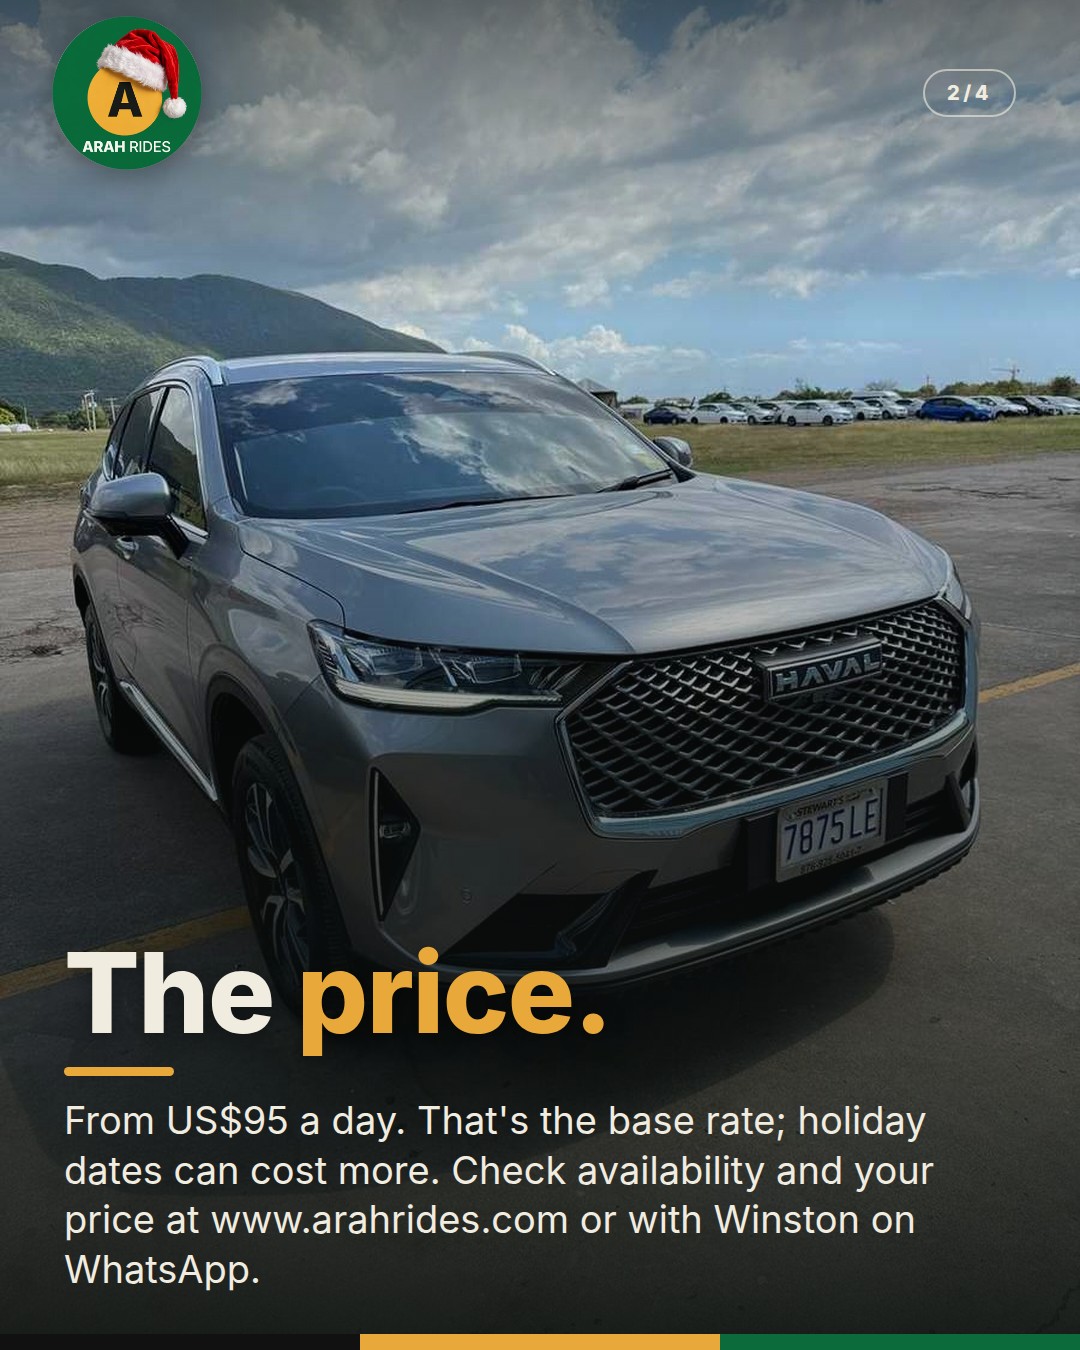 A
ARAH RIDES
2/4
HAVAL
STEWART'S
7875 LE
The price.
From US$95 a day. That's the base rate; holiday
dates can cost more. Check availability and your
price at www.arahrides.com or with Winston on
WhatsApp.